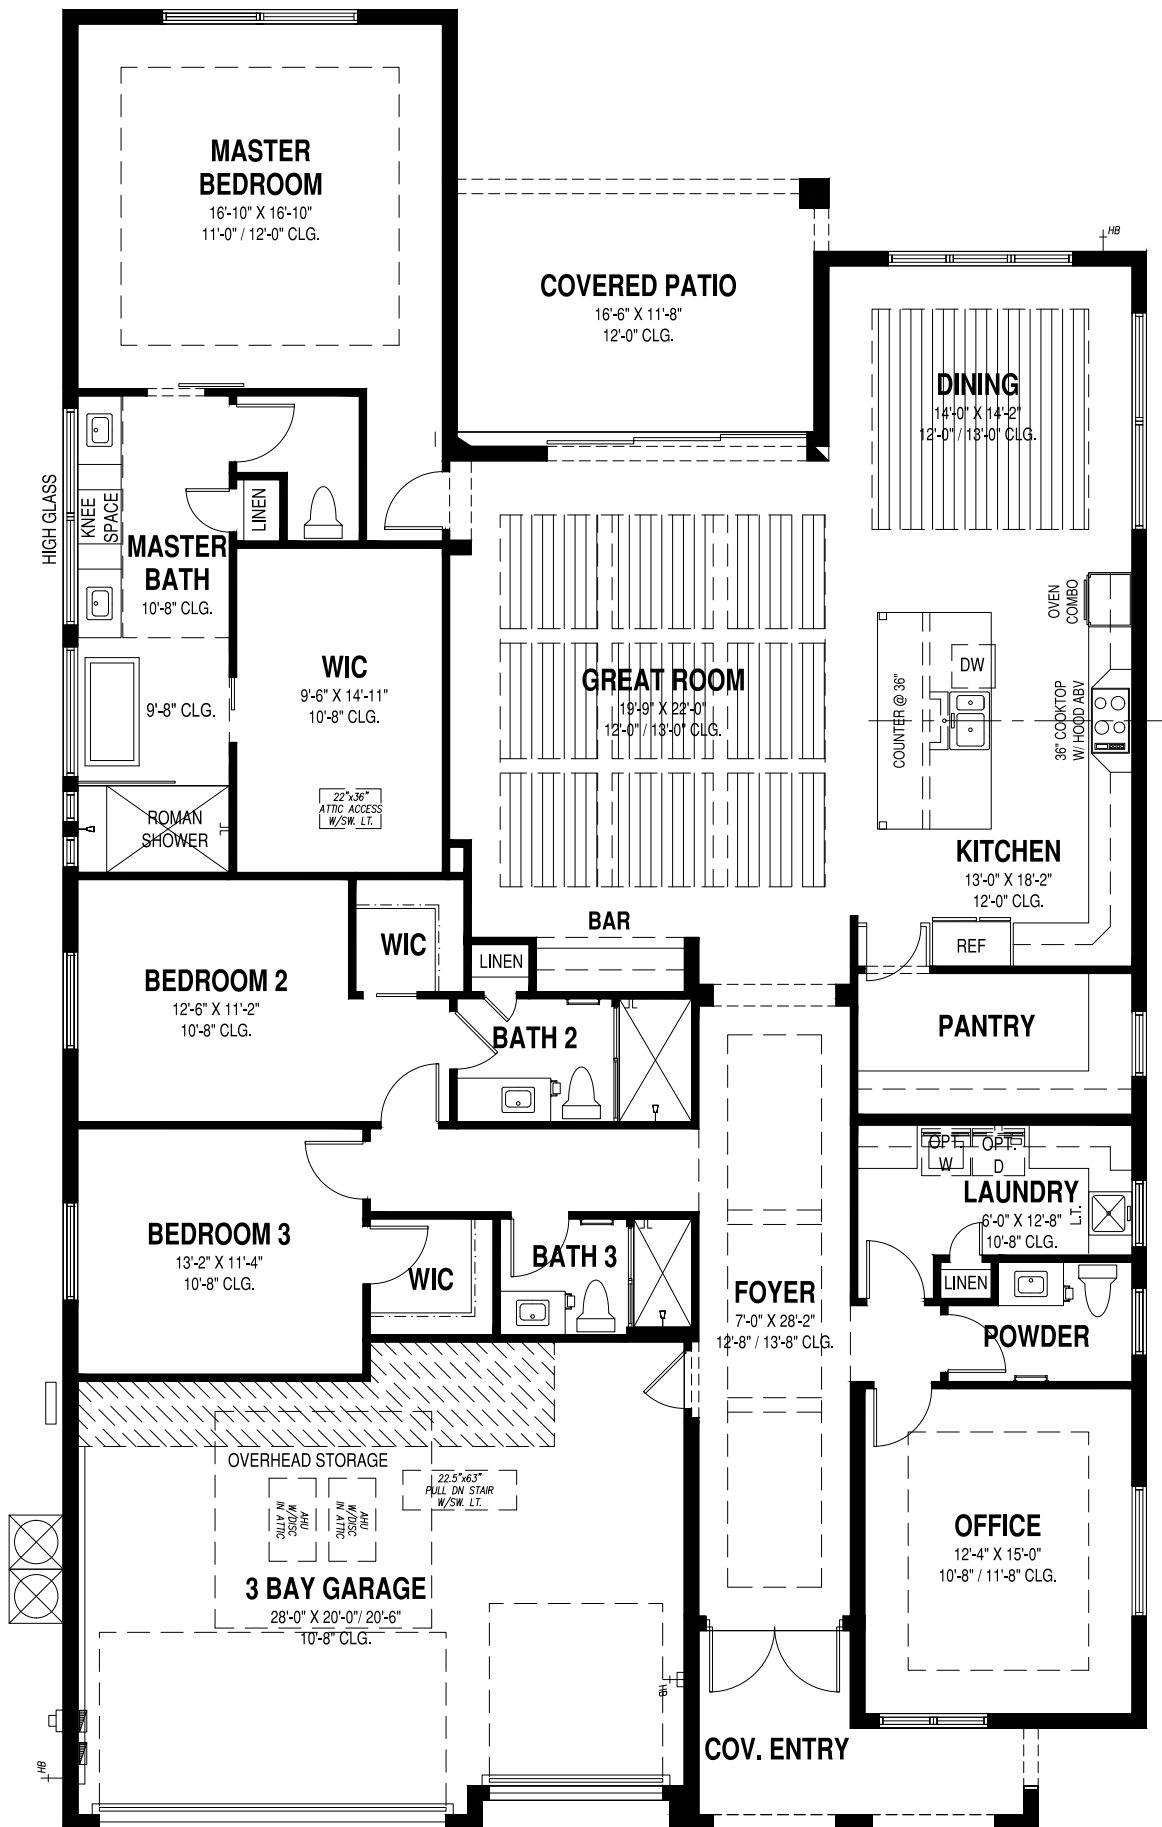 MASTER
BEDROOM
16'-10" X 16'-10"
11'-0" / 12'-0" CLG.
COVERED PATIO
16'-6" X 11'-8"
12'-0" CLG.
HB
DINING
14'-0" X 14'-2"
12'-0" / 13'-0" CLG.
HIGH GLASS
KNEE
SPACE
LINEN
MASTER
BATH
10'-8" CLG.
9'-8" CLG.
ROMAN
SHOWER
WIC
9'-6" X 14'-11"
10'-8" CLG.
22"x36"
ATTIC ACCESS
W/SW. LT.
GREAT ROOM
19'-9" X 22'-0"
12'-0" / 13'-0" CLG.
OVEN
COMBO
DW
COUNTER @ 36"
36" COOKTOP
W/ HOOD ABV
KITCHEN
13'-0" X 18'-2"
12'-0" CLG.
REF
BAR
LINEN
WIC
BEDROOM 2
12'-6" X 11'-2"
10'-8" CLG.
BATH 2
PANTRY
OPT.
W
OPT.
D
LAUNDRY
6'-0" X 12'-8"
10'-8" CLG.
L.T.
BEDROOM 3
13'-2" X 11'-4"
10'-8" CLG.
WIC
BATH 3
FOYER
7'-0" X 28'-2"
12'-8" / 13'-8" CLG.
LINEN
POWDER
OVERHEAD STORAGE
22.5"x63"
PULL DN STAIR
W/SW. LT.
AHU
W/DISC
IN ATTIC
AHU
W/DISC
IN ATTIC
3 BAY GARAGE
28'-0" X 20'-0"/ 20'-6"
10'-8" CLG.
OFFICE
12'-4" X 15'-0"
10'-8" / 11'-8" CLG.
HB
COV. ENTRY
HB